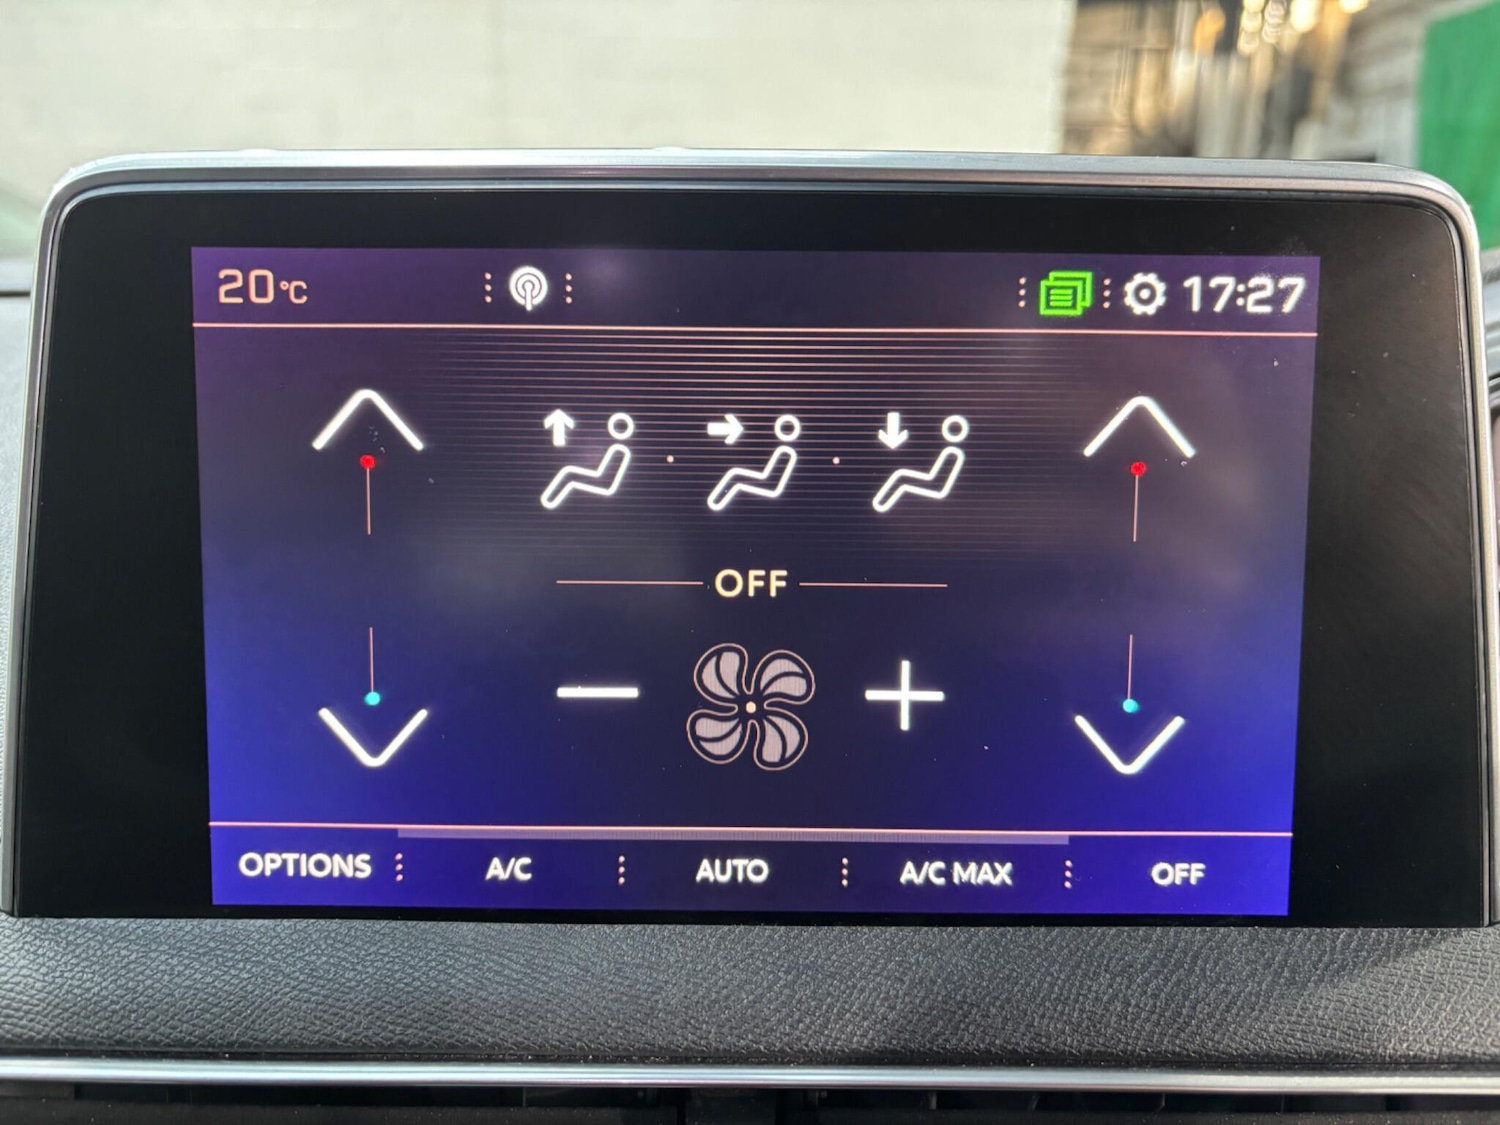 20°C 17:27
OFF
OPTIONS A/C AUTO A/C MAX OFF